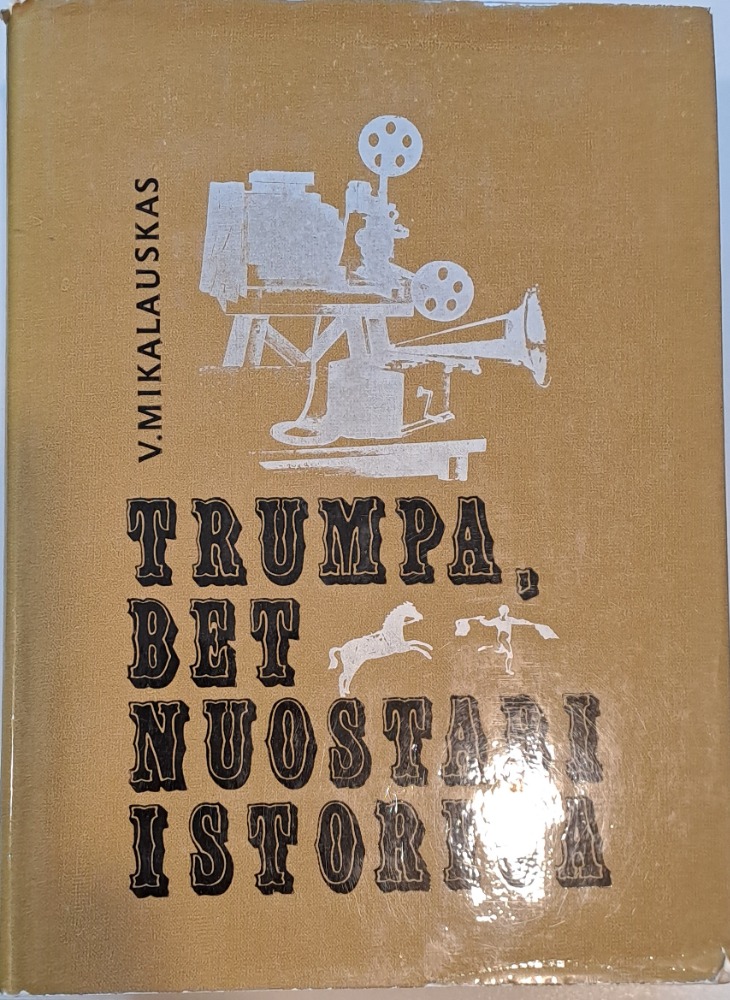 V. MIKALAUSKAS
TRUMPA,
BET
NUOSTABI
ISTORIJA